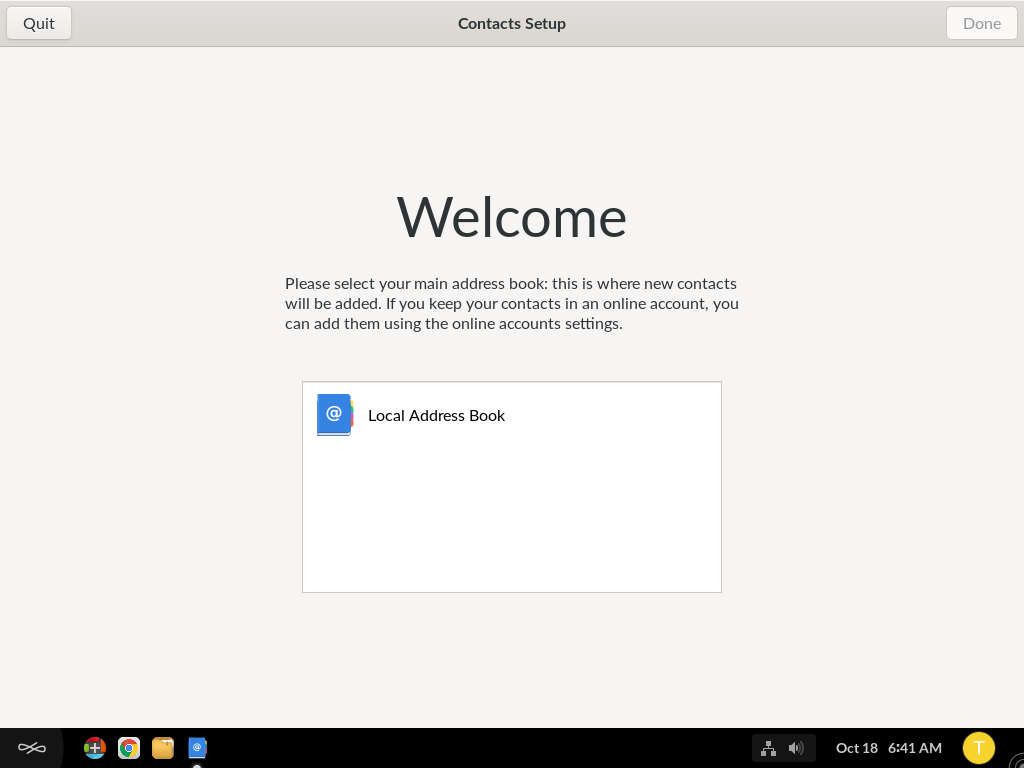 Quit
Contacts Setup
Done
Welcome
Please select your main address book: this is where new contacts
will be added. If you keep your contacts in an online account, you
can add them using the online accounts settings.
@ Local Address Book
@
Oct 18 6:41 AM
T